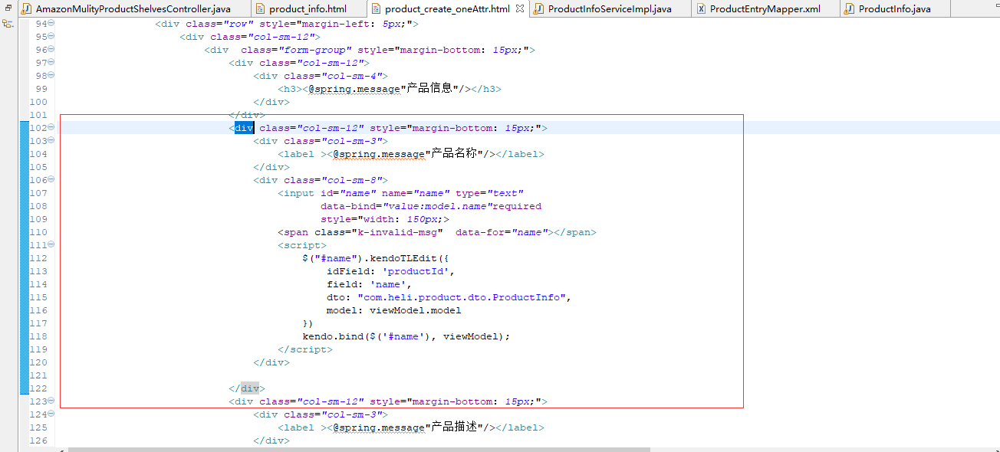 AmazonMulityProductShelvesController.java product_info.html product_create_oneAttr.html ProductInfoServiceImpl.java ProductEntryMapper.xml ProductInfo.java
94 <div class="row" style="margin-left: 5px;">
95 <div class="col-sm-12">
96 <div  class="form-group" style="margin-bottom: 15px;">
97 <div class="col-sm-12">
98 <div class="col-sm-4">
99 <h3><@spring.message"产品信息"/></h3>
100 </div>
101 </div>
102 <div class="col-sm-12" style="margin-bottom: 15px;">
103 <div class="col-sm-3">
104 <label ><@spring.message"产品名称"/></label>
105 </div>
106 <div class="col-sm-8">
107 <input id="name" name="name" type="text"
108 data-bind="value:model.name"required
109 style="width: 150px;>
110 <span class="k-invalid-msg"  data-for="name"></span>
111 <script>
112 $("#name").kendoTLEdit({
113 idField: 'productId',
114 field: 'name',
115 dto: "com.heli.product.dto.ProductInfo",
116 model: viewModel.model
117 })
118 kendo.bind($('#name'), viewModel);
119 </script>
120 </div>
121
122 </div>
123 <div class="col-sm-12" style="margin-bottom: 15px;">
124 <div class="col-sm-3">
125 <label ><@spring.message"产品描述"/></label>
126 </div>